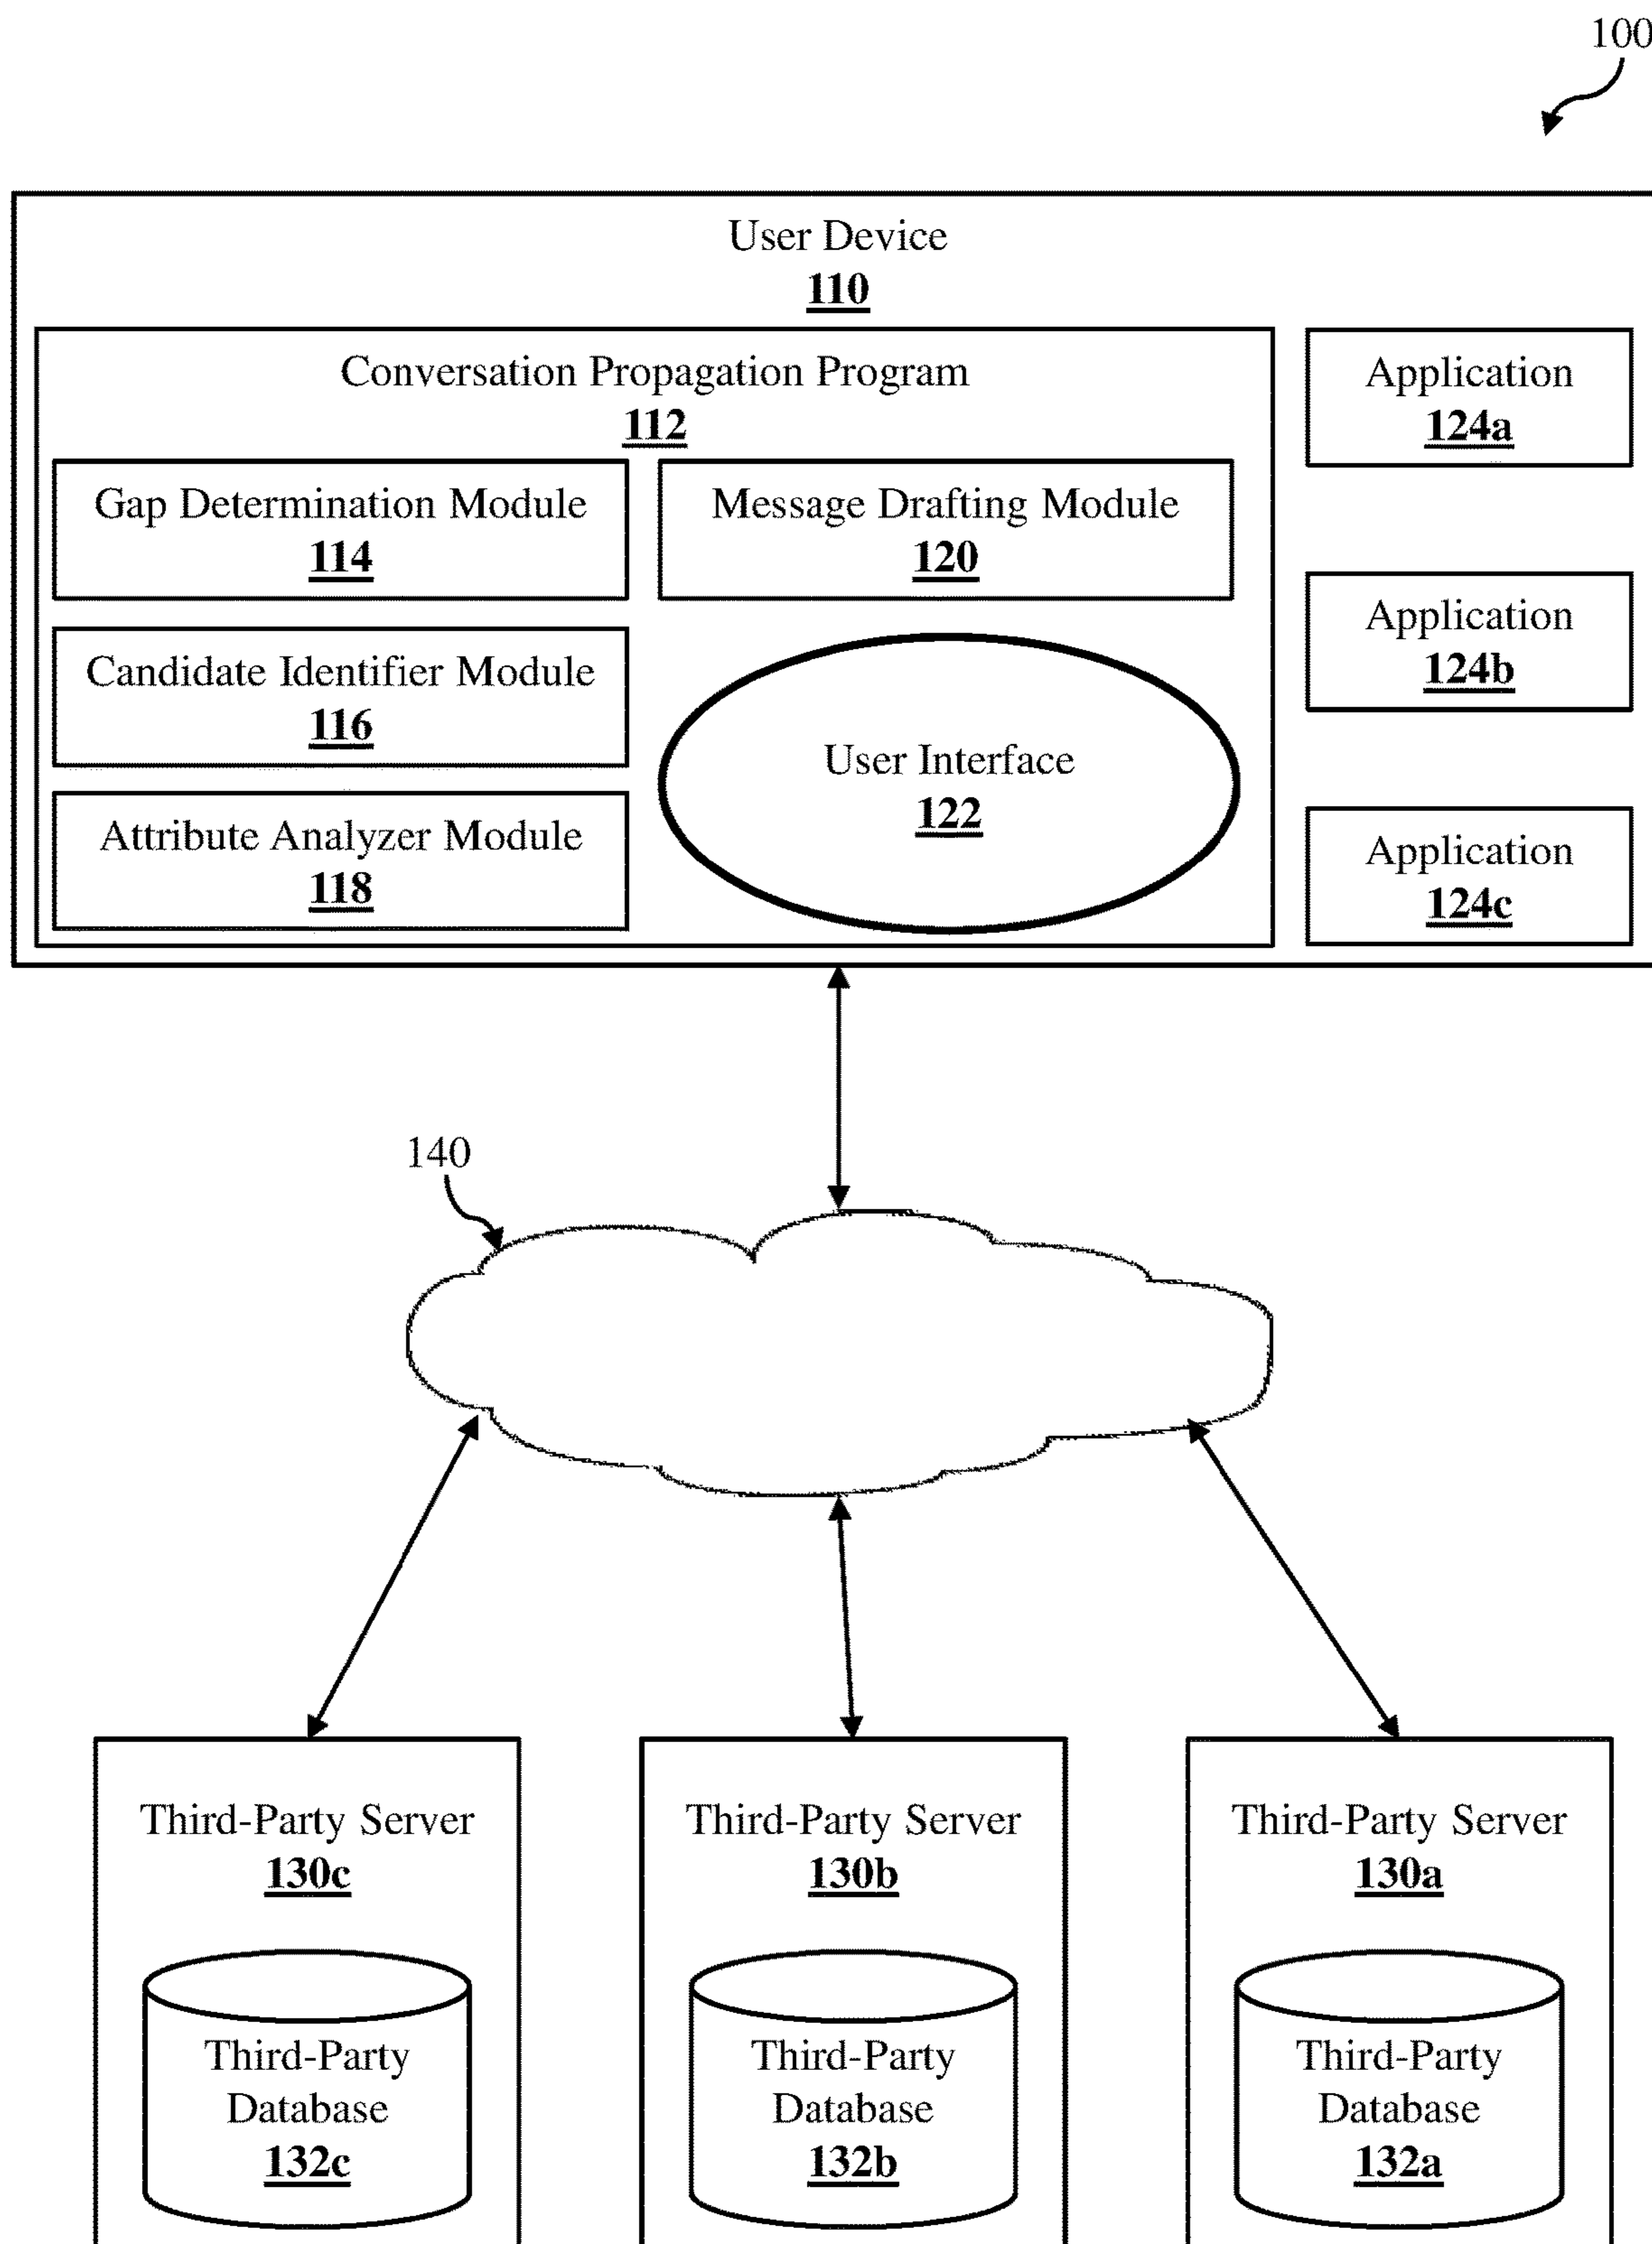 100
User Device
110
Conversation Propagation Program
112
Gap Determination Module
114
Message Drafting Module
120
Candidate Identifier Module
116
User Interface
122
Attribute Analyzer Module
118
Application
124a
Application
124b
Application
124c
140
Third-Party Server
130c
Third-Party Database
132c
Third-Party Server
130b
Third-Party Database
132b
Third-Party Server
130a
Third-Party Database
132a